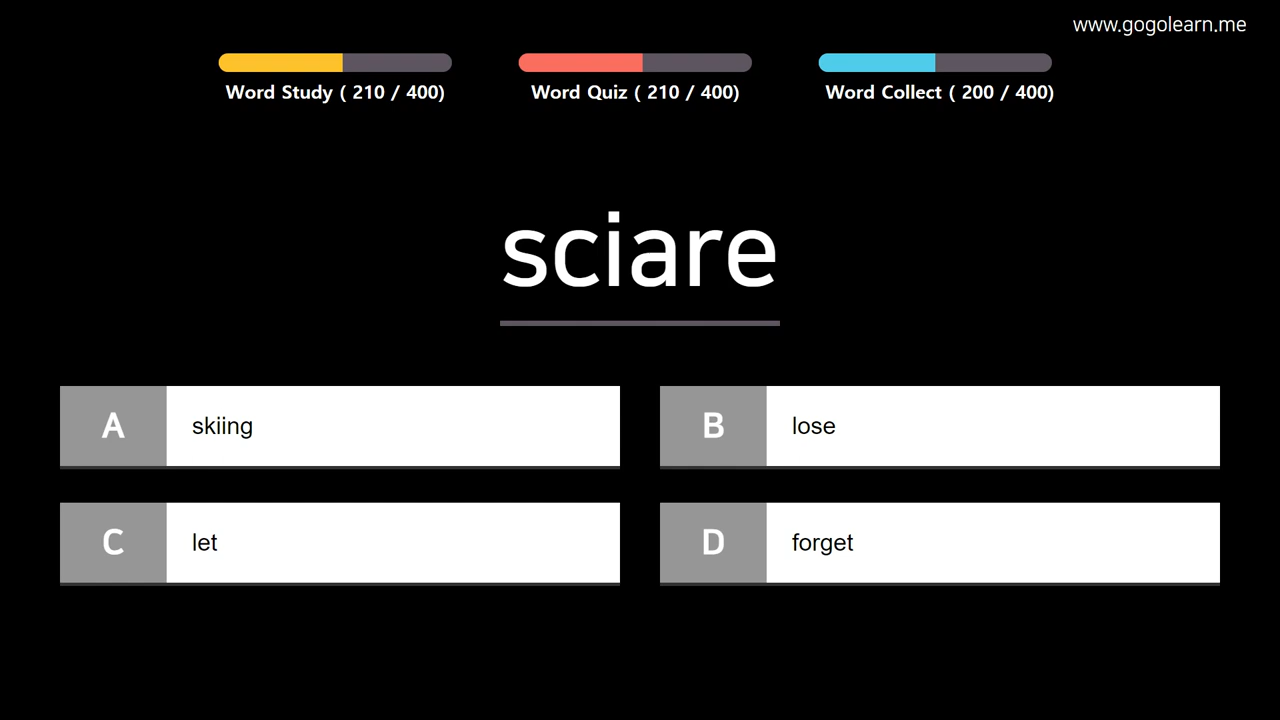 www.gogolearn.me
Word Study ( 210 / 400)
Word Quiz ( 210 / 400)
Word Collect ( 200 / 400)
sciare
A skiing
B lose
C let
D forget